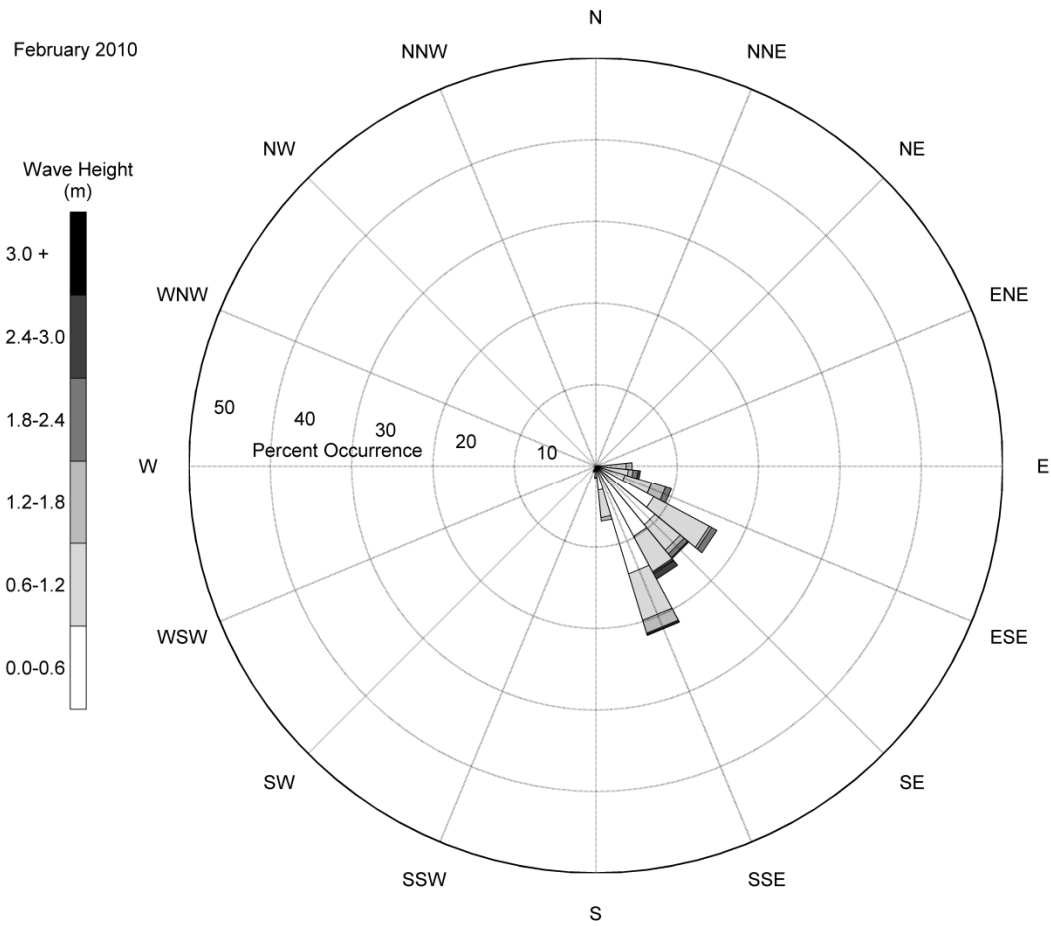 N
February 2010
NNW
NNE
NW
NE
Wave Height
(m)
3.0 +
2.4-3.0
1.8-2.4
1.2-1.8
0.6-1.2
0.0-0.6
WNW
ENE
50
40
30
20
10
Percent Occurrence
W
E
WSW
ESE
SW
SE
SSW
SSE
S